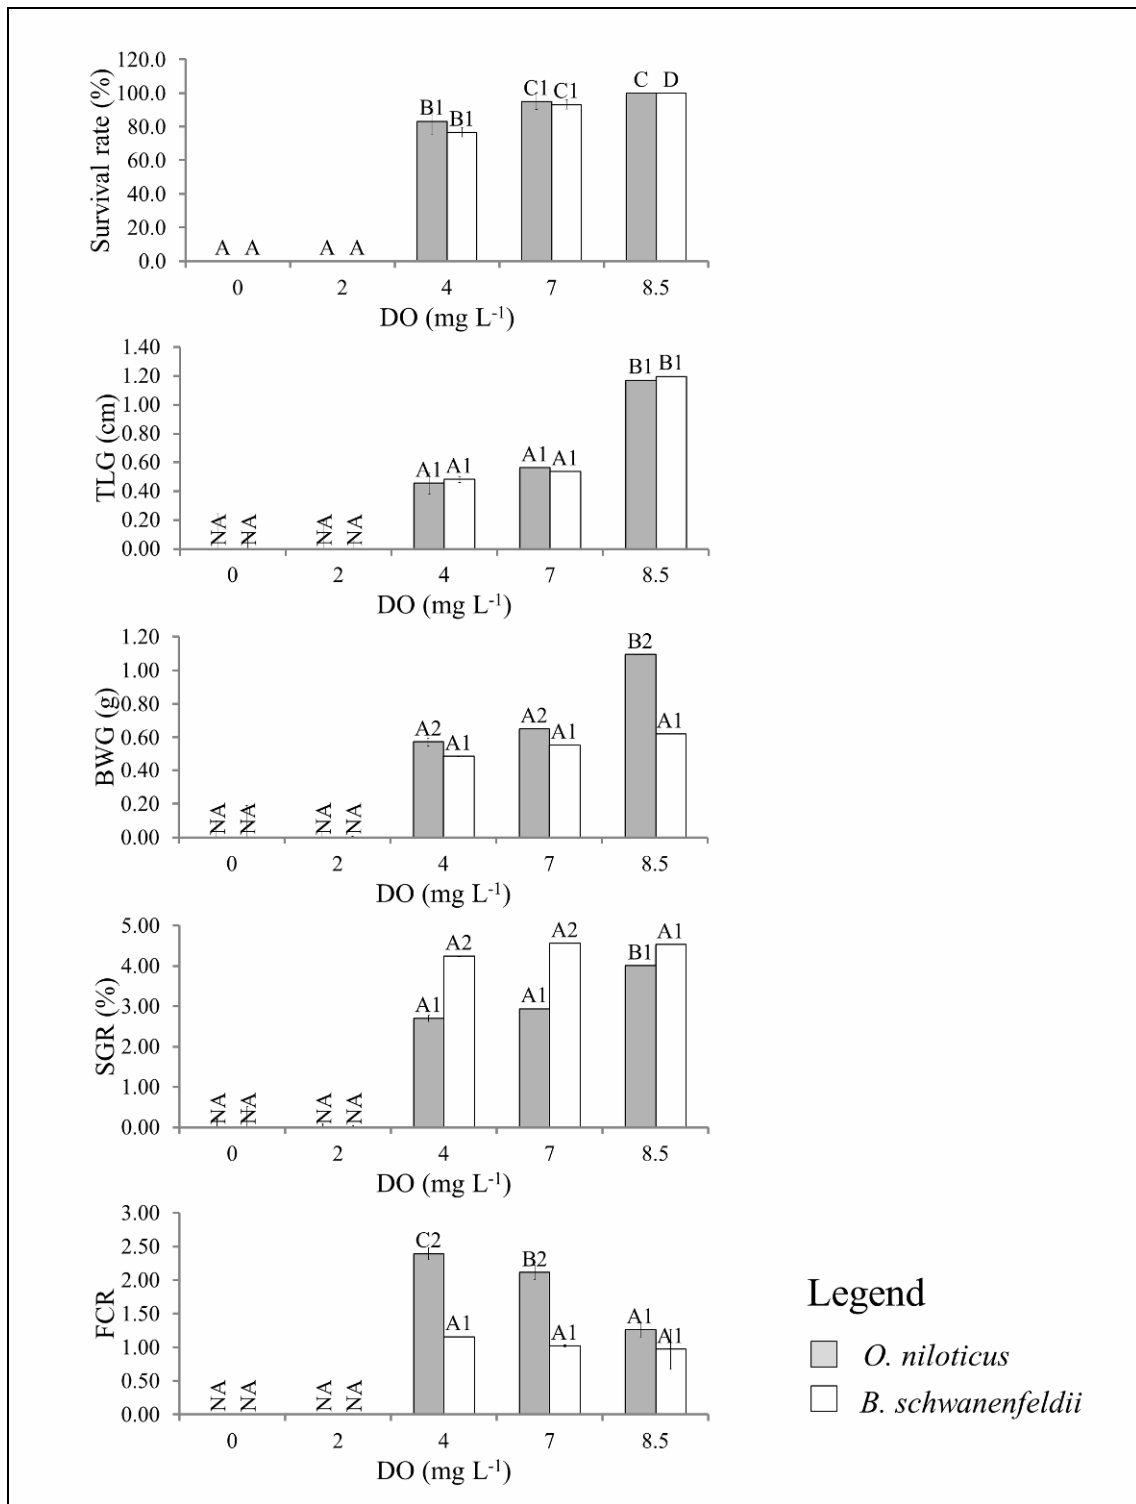 120.0
100.0
80.0
60.0
40.0
20.0
0.0
Survival rate (%)
A A A A B1 B1 C1 C1 C D
0 2 4 7 8.5
DO (mg L-1)
1.40
1.20
1.00
0.80
0.60
0.40
0.20
0.00
TLG (cm)
NA NA NA NA A1 A1 A1 A1 B1 B1
0 2 4 7 8.5
DO (mg L-1)
1.20
1.00
0.80
0.60
0.40
0.20
0.00
BWG (g)
NA NA NA NA A2 A1 A2 A1 B2 A1
0 2 4 7 8.5
DO (mg L-1)
5.00
4.00
3.00
2.00
1.00
0.00
SGR (%)
NA NA NA NA A1 A2 A1 A2 B1 A1
0 2 4 7 8.5
DO (mg L-1)
3.00
2.50
2.00
1.50
1.00
0.50
0.00
FCR
NA NA NA NA C2 A1 B2 A1 A1 A1
0 2 4 7 8.5
DO (mg L-1)
Legend
O. niloticus
B. schwanenfeldii